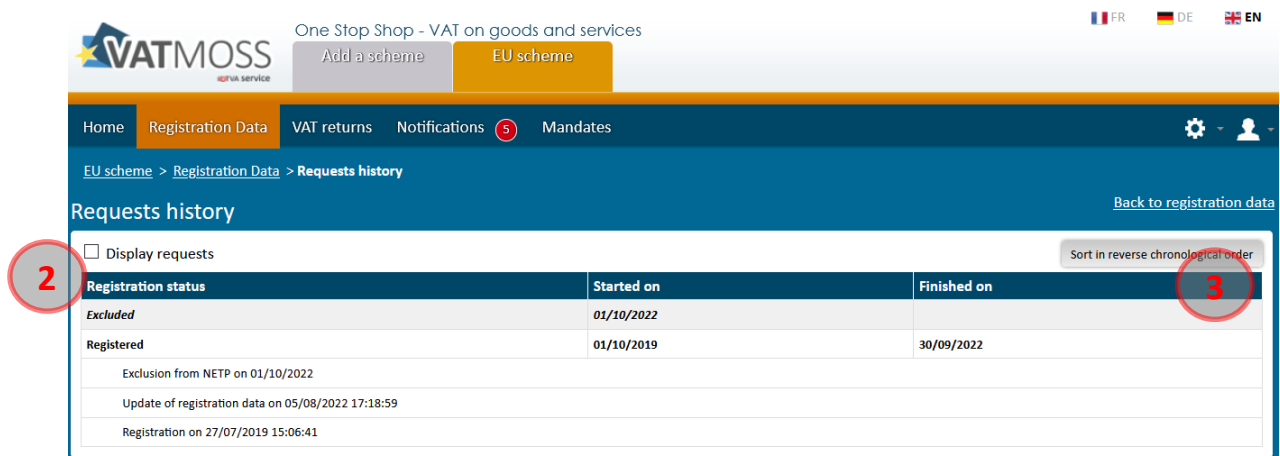 FR DE EN
VATMOSS
TVA service
One Stop Shop - VAT on goods and services
Add a scheme EU scheme
Home Registration Data VAT returns Notifications 5 Mandates
EU scheme > Registration Data > Requests history
Back to registration data
Requests history
2
Display requests
Sort in reverse chronological order
3
Registration status Started on Finished on
Excluded 01/10/2022
Registered 01/10/2019 30/09/2022
Exclusion from NETP on 01/10/2022
Update of registration data on 05/08/2022 17:18:59
Registration on 27/07/2019 15:06:41